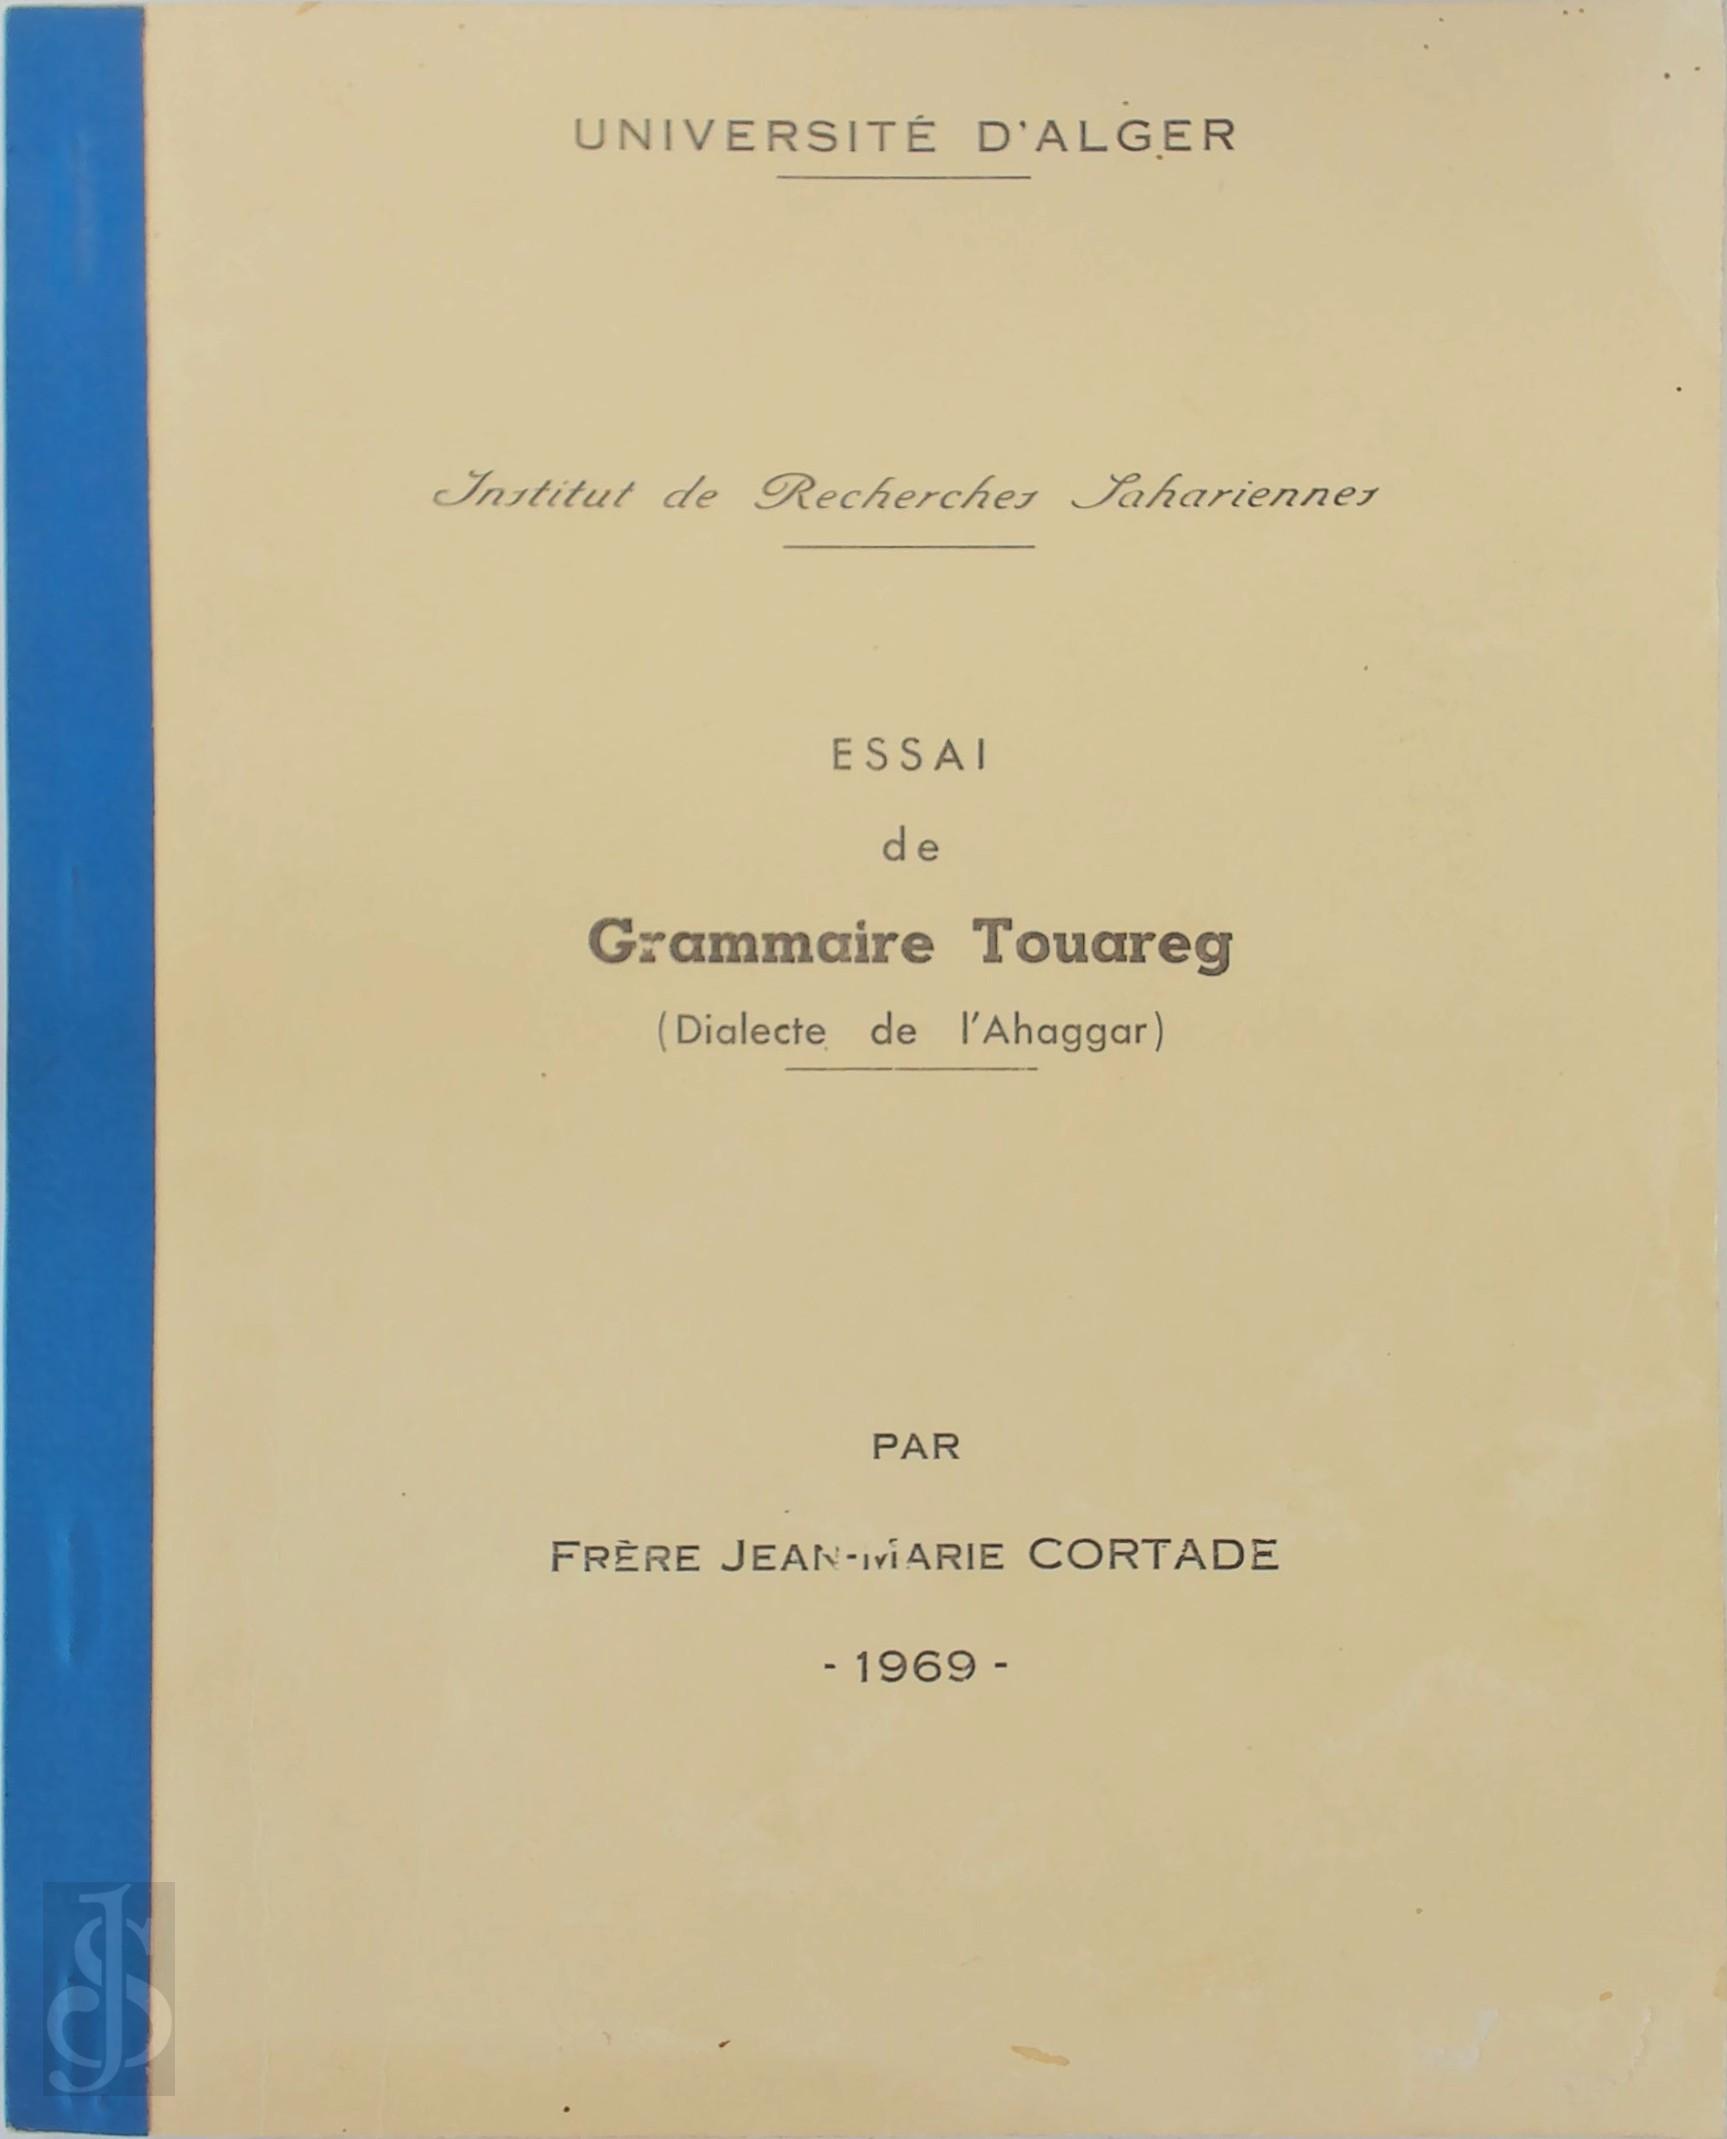 UNIVERSITÉ D'ALGER
Institut de Recherches Sahariennes
ESSAI
de
Grammaire Touareg
(Dialecte de l'Ahaggar)
PAR
FRÈRE JEAN-MARIE CORTADE
- 1969 -
JS